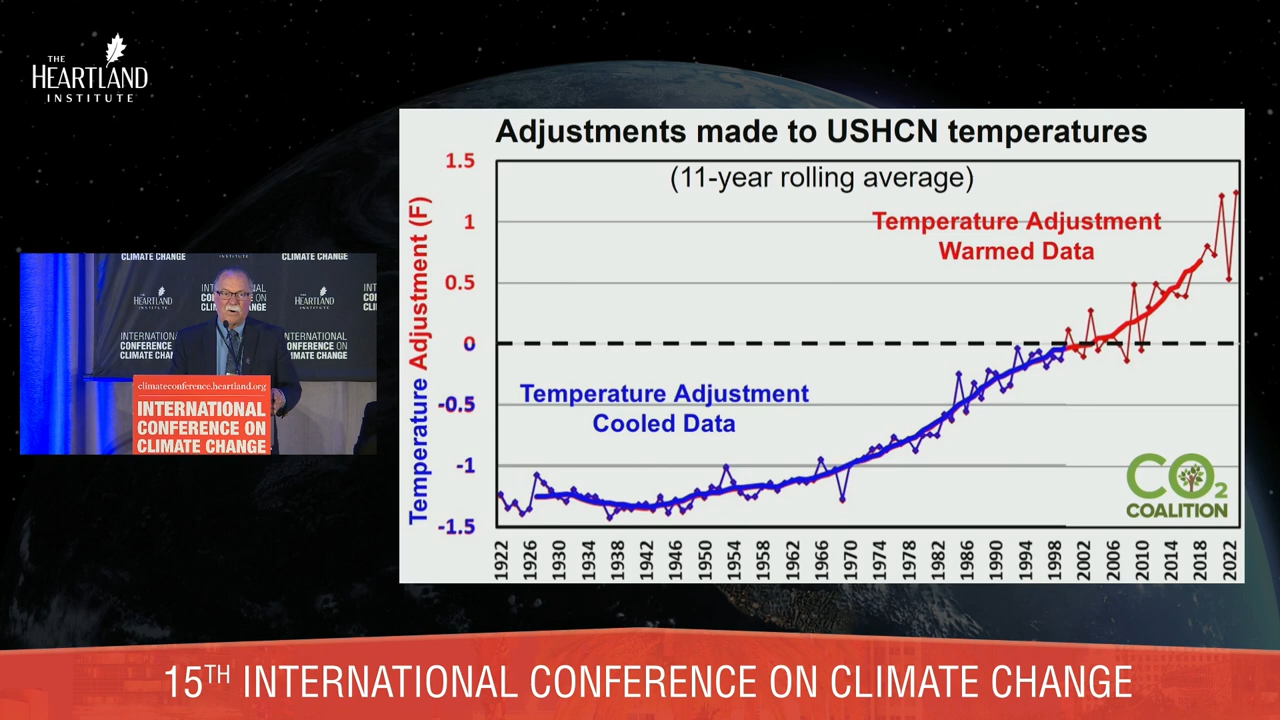 THE
HEARTLAND
INSTITUTE
Adjustments made to USHCN temperatures
(11-year rolling average)
Temperature Adjustment
Warmed Data
Temperature Adjustment
Cooled Data
Temperature Adjustment (F)
1.5
1
0.5
0
-0.5
-1
-1.5
1922
1926
1930
1934
1938
1942
1946
1950
1954
1958
1962
1966
1970
1974
1978
1982
1986
1990
1994
1998
2002
2006
2010
2014
2018
2022
CO2
COALITION
CLIMATE CHANGE
INSTITUTE
CLIMATE CHANGE
HEARTLAND
HEARTLAND
INTERNATIONAL
CONFERENCE
CLIMATE CHANGE
INTERNATIONAL
CONFERENCE ON
CLIMATE CHANGE
climateconference.heartland.org
INTERNATIONAL
CONFERENCE ON
CLIMATE CHANGE
15TH INTERNATIONAL CONFERENCE ON CLIMATE CHANGE